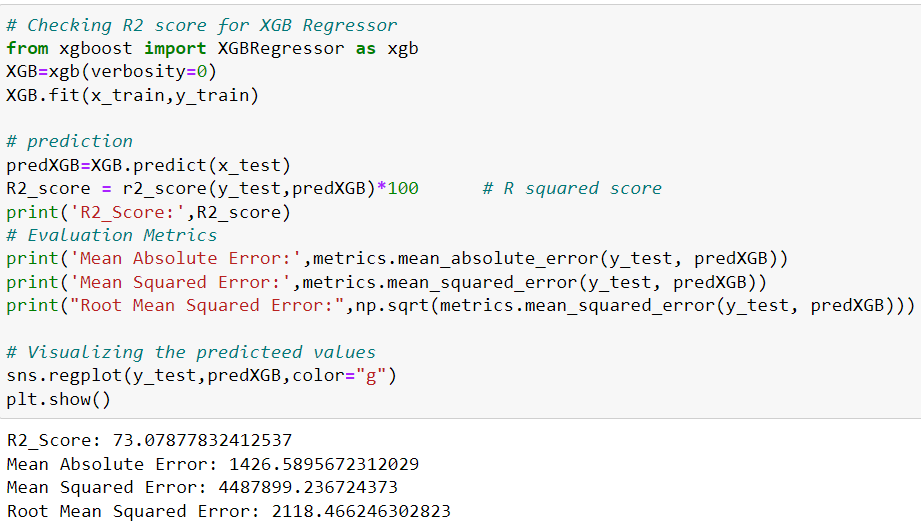 # Checking R2 score for XGB Regressor
from xgboost import XGBRegressor as xgb
XGB=xgb(verbosity=0)
XGB.fit(x_train,y_train)
# prediction
predXGB=XGB.predict(x_test)
R2_score = r2_score(y_test,predXGB)*100      # R squared score
print('R2_Score:',R2_score)
# Evaluation Metrics
print('Mean Absolute Error:',metrics.mean_absolute_error(y_test, predXGB))
print('Mean Squared Error:',metrics.mean_squared_error(y_test, predXGB))
print("Root Mean Squared Error:",np.sqrt(metrics.mean_squared_error(y_test, predXGB)))
# Visualizing the predicteed values
sns.regplot(y_test,predXGB,color="g")
plt.show()
R2_Score: 73.07877832412537
Mean Absolute Error: 1426.5895672312029
Mean Squared Error: 4487899.236724373
Root Mean Squared Error: 2118.466246302823